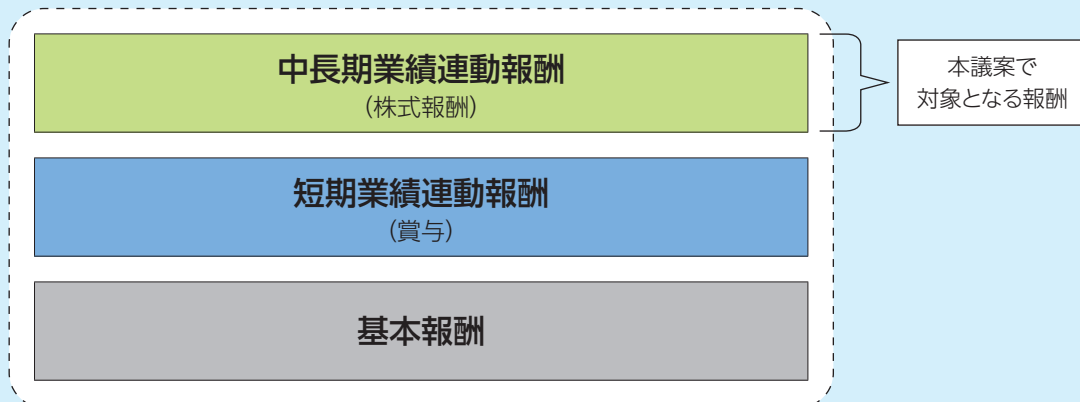 中長期業績連動報酬
(株式報酬)
本議案で
対象となる報酬
短期業績連動報酬
(賞与)
基本報酬